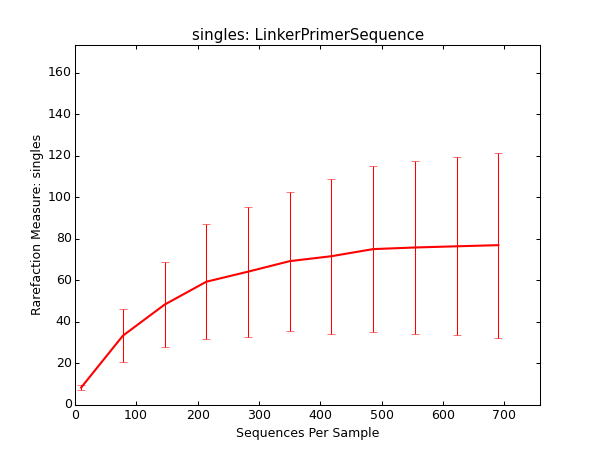 singles: LinkerPrimerSequence
160
140
120
100
80
60
40
20
0
Rarefaction Measure: singles
0 100 200 300 400 500 600 700
Sequences Per Sample